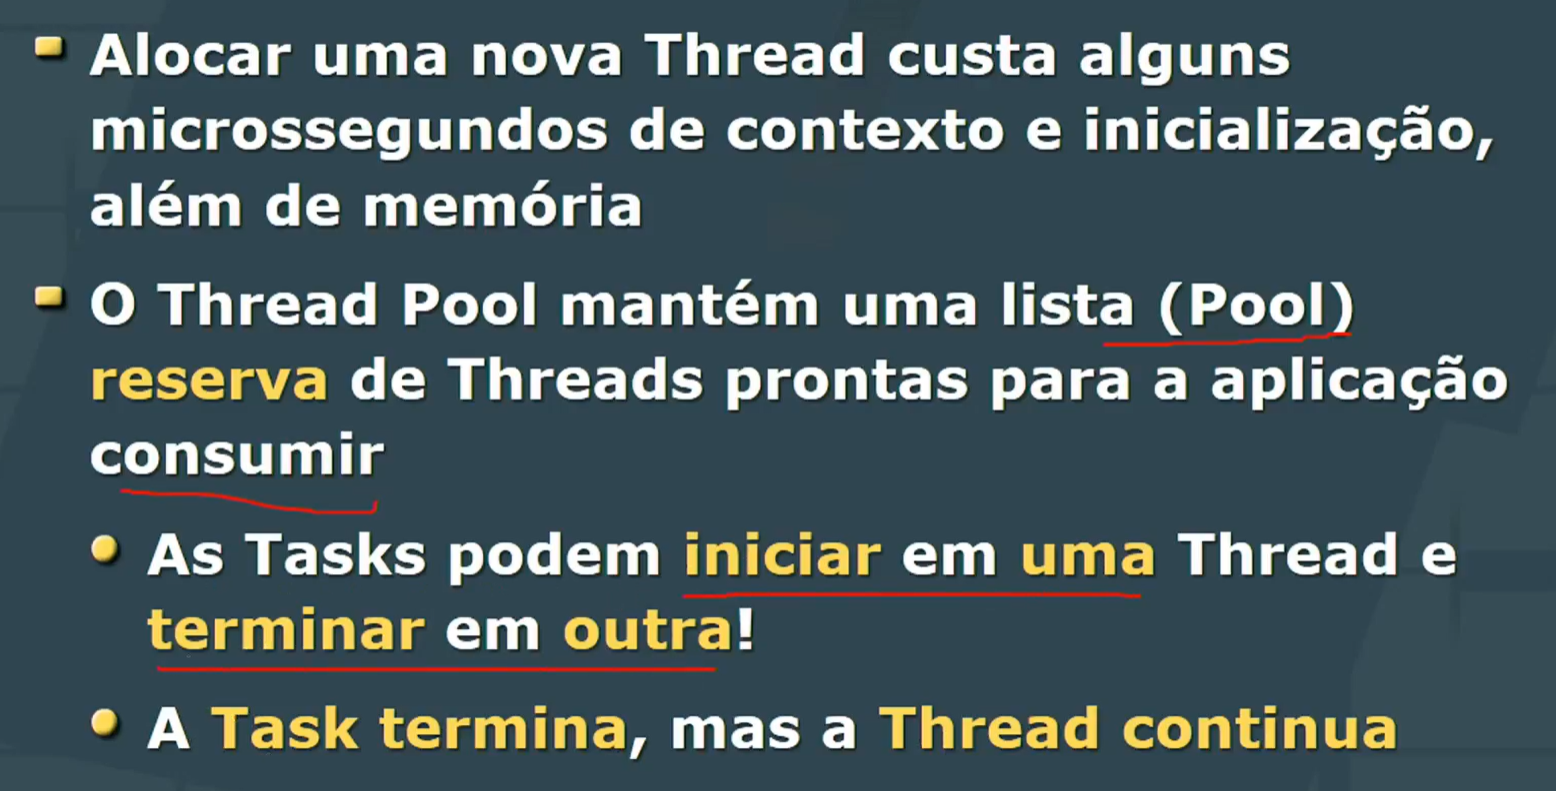 Alocar uma nova Thread custa alguns
microssegundos de contexto e inicialização,
além de memória
O Thread Pool mantém uma lista (Pool)
reserva de Threads prontas para a aplicação
consumir
As Tasks podem iniciar em uma Thread e
terminar em outra!
A Task termina, mas a Thread continua